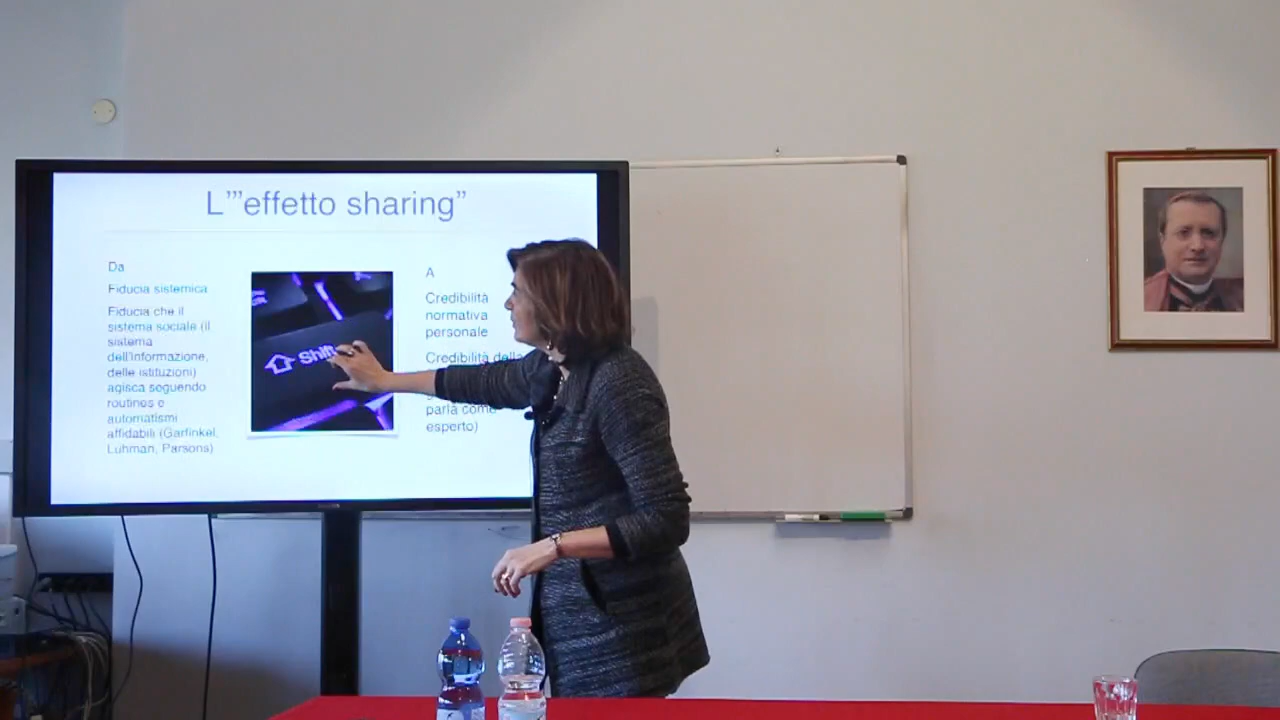 L'"effetto sharing"
Da
Fiducia sistemica
Fiducia che il
sistema sociale (il
sistema
dell'informazione,
delle istituzioni)
agisca seguendo
routines e
automatismi
affidabili (Garfinkel,
Luhman, Parsons)
Shift
A
Credibilità
normativa
personale
Credibilità della
parla come
esperto)